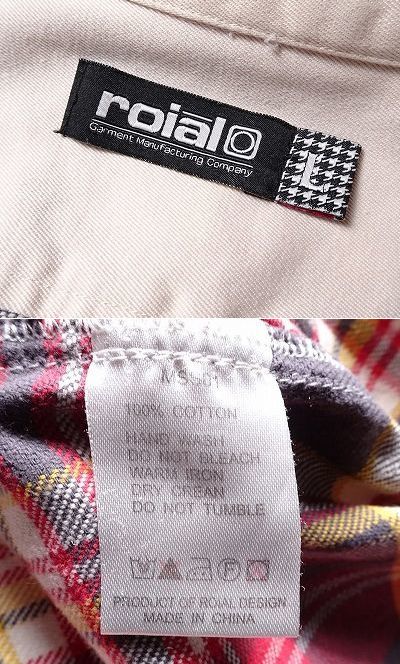 roial
Garment Manufacturing Company
L
100% COTTON
HAND WASH
DO NOT BLEACH
WARM IRON
DRY CREAN
DO NOT TUMBLE
PRODUCT OF ROIAL DESIGN
MADE IN CHINA